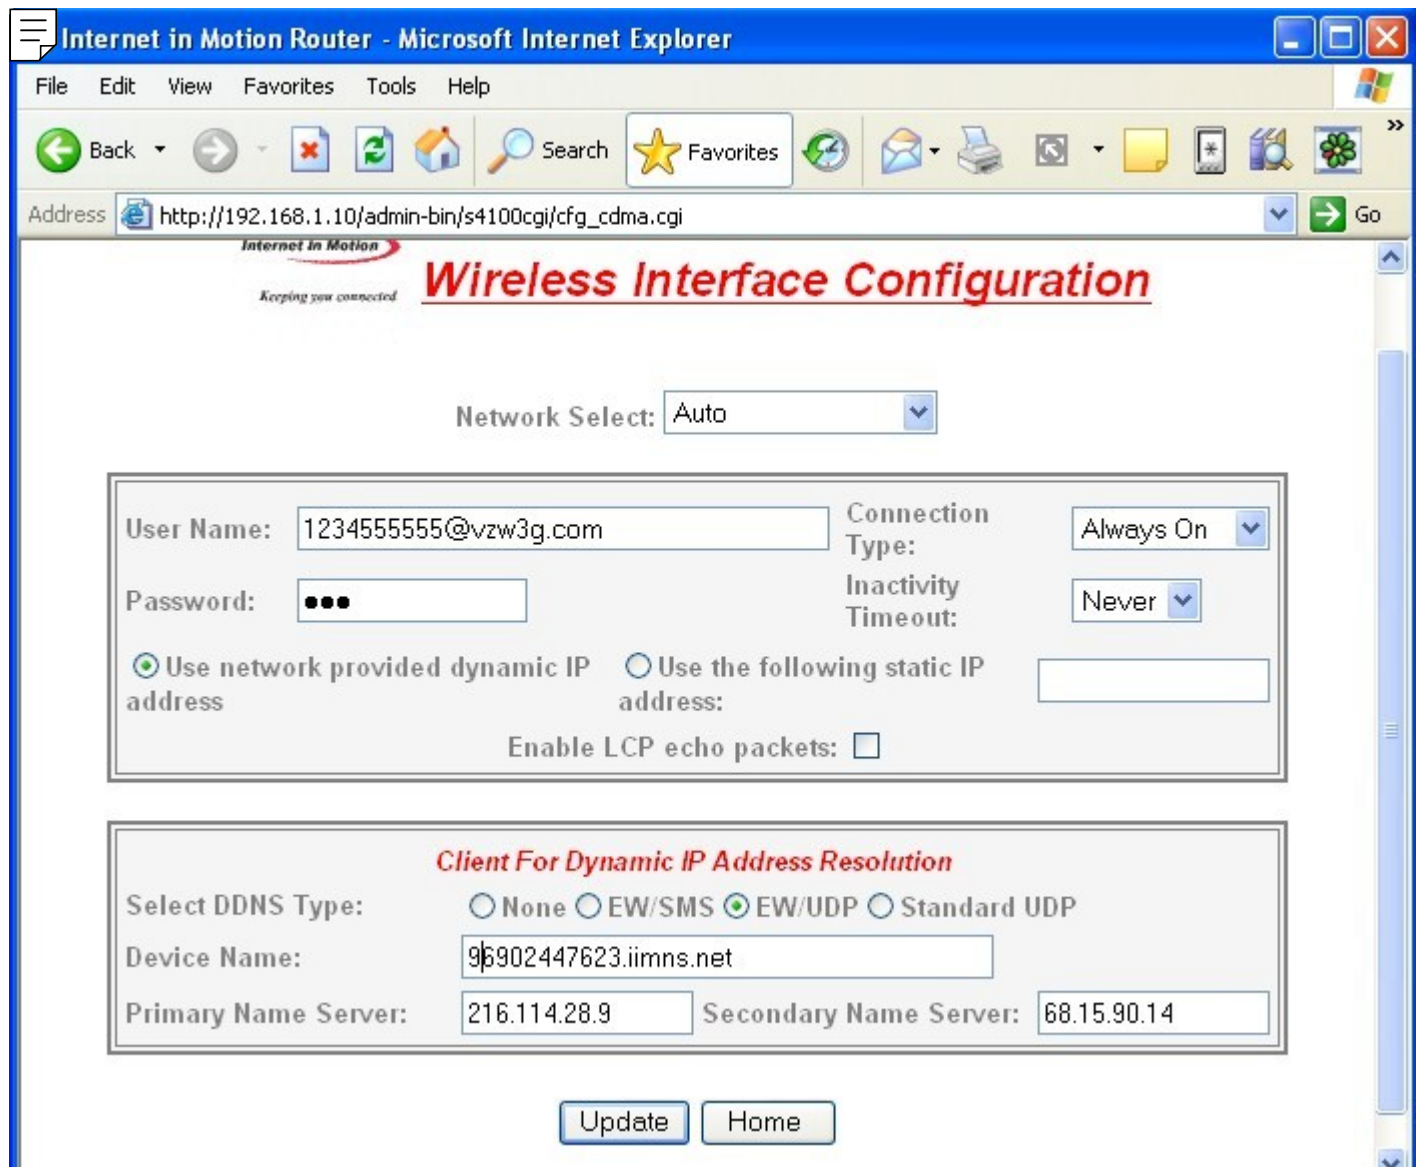 Internet in Motion Router - Microsoft Internet Explorer
File Edit View Favorites Tools Help
Back Search Favorites »
Address http://192.168.1.10/admin-bin/s4100cgi/cfg_cdma.cgi Go
Internet In Motion
Keeping you connected
Wireless Interface Configuration
Network Select: Auto
User Name: 1234555555@vzw3g.com Connection Type: Always On
Password: ●●● Inactivity Timeout: Never
Use network provided dynamic IP address Use the following static IP address:
Enable LCP echo packets:
Client For Dynamic IP Address Resolution
Select DDNS Type: None EW/SMS EW/UDP Standard UDP
Device Name: 96902447623.iimns.net
Primary Name Server: 216.114.28.9 Secondary Name Server: 68.15.90.14
Update Home